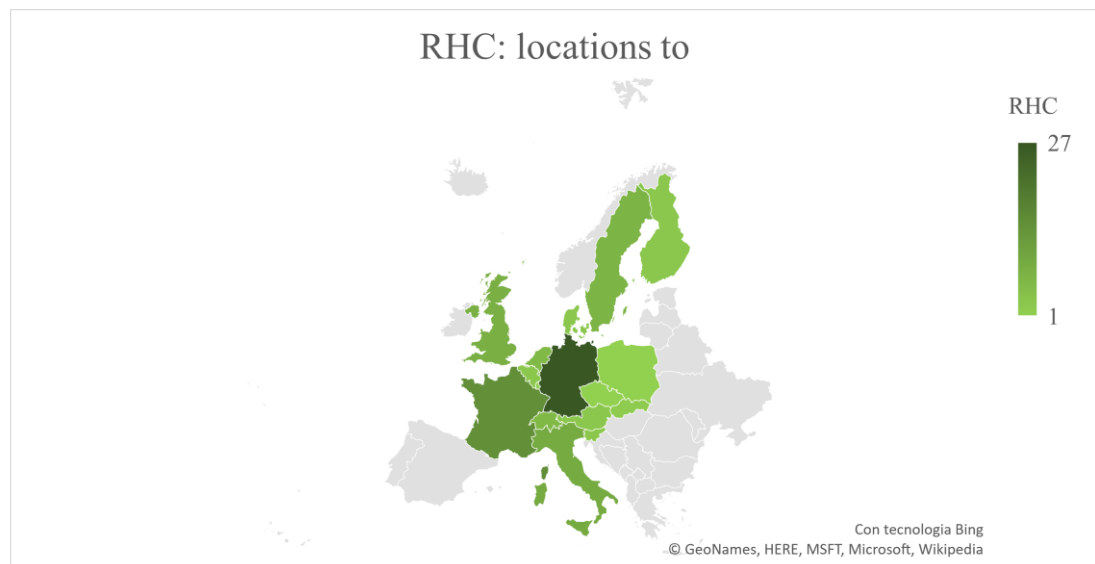 RHC: locations to
RHC
27
1
Con tecnologia Bing
© GeoNames, HERE, MSFT, Microsoft, Wikipedia